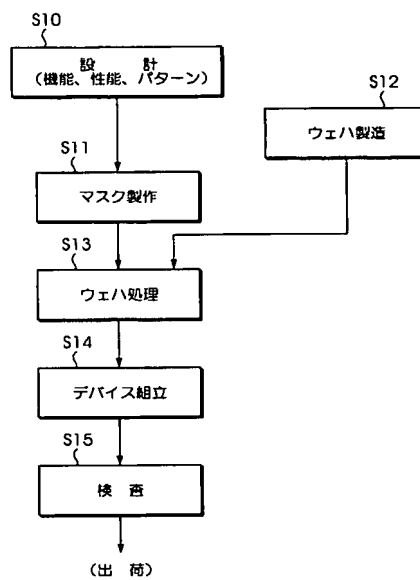 S10
設 計
(機能、性能、パターン)
S12
ウェハ製造
S11
マスク製作
S13
ウェハ処理
S14
デバイス組立
S15
検 査
(出 荷)